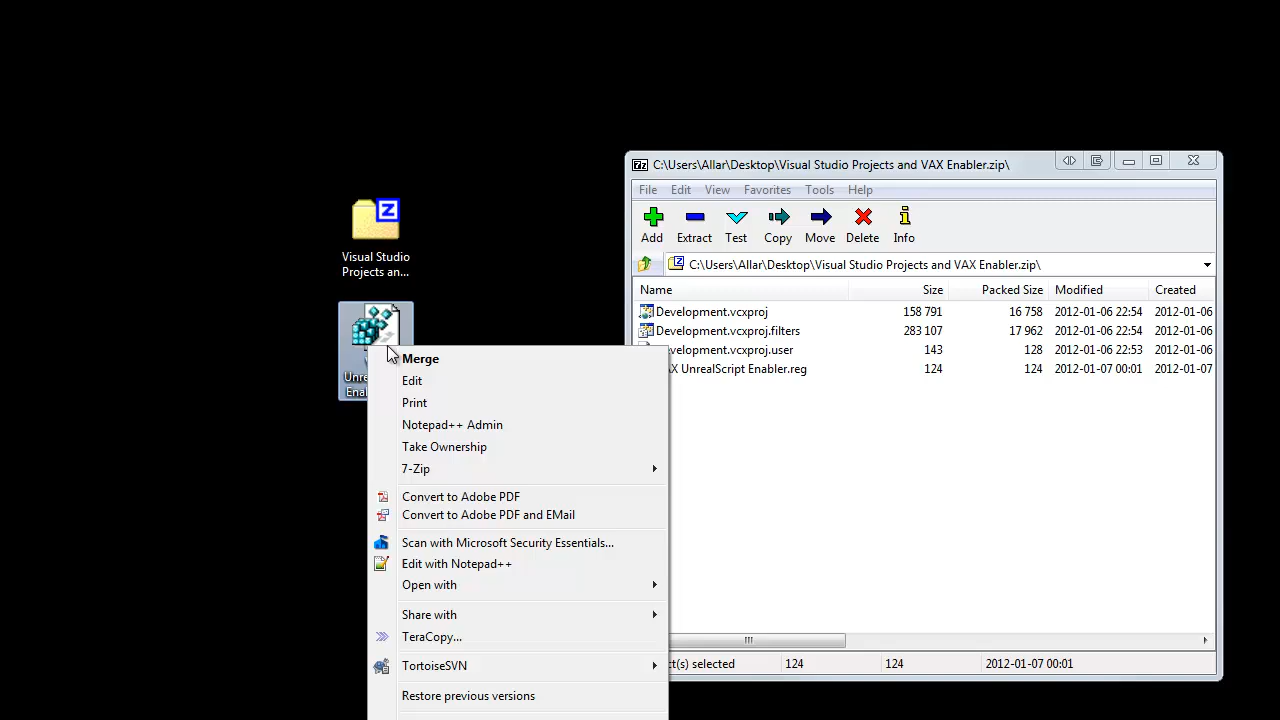 Visual Studio
Projects an...
Unre
Enal
Merge
Edit
Print
Notepad++ Admin
Take Ownership
7-Zip
Convert to Adobe PDF
Convert to Adobe PDF and EMail
Scan with Microsoft Security Essentials...
Edit with Notepad++
Open with
Share with
TeraCopy...
TortoiseSVN
Restore previous versions
C:\Users\Allar\Desktop\Visual Studio Projects and VAX Enabler.zip\
File Edit View Favorites Tools Help
Add Extract Test Copy Move Delete Info
C:\Users\Allar\Desktop\Visual Studio Projects and VAX Enabler.zip\
Name Size Packed Size Modified Created
Development.vcxproj 158 791 16 758 2012-01-06 22:54 2012-01-06
Development.vcxproj.filters 283 107 17 962 2012-01-06 22:54 2012-01-06
evelopment.vcxproj.user 143 128 2012-01-06 22:53 2012-01-06
X UnrealScript Enabler.reg 124 124 2012-01-07 00:01 2012-01-07
ct(s) selected 124 124 2012-01-07 00:01